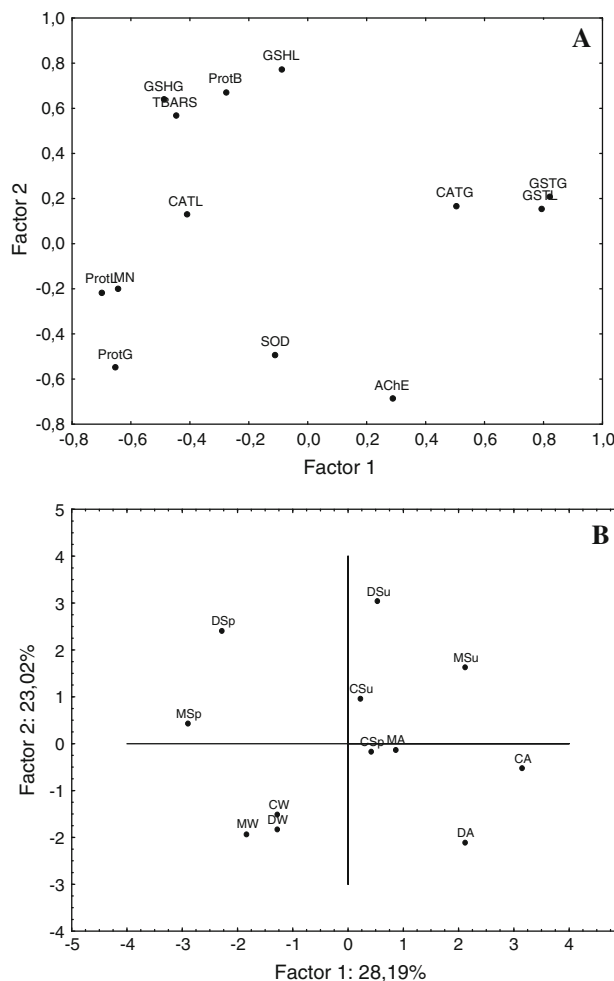 A
1,0
0,8
0,6
0,4
0,2
0,0
-0,2
-0,4
-0,6
-0,8
Factor 2
GSHL
ProtB
GSHG
TBARS
CATL
CATG
GSTG
GSTL
ProtL
MN
ProtG
SOD
AChE
-0,8 -0,6 -0,4 -0,2 0,0 0,2 0,4 0,6 0,8 1,0
Factor 1
B
5
4
3
2
1
0
-1
-2
-3
-4
Factor 2: 23,02%
DSp
DSu
MSu
MSp
CSu
CSp
MA
CA
CW
DW
MW
DA
-5 -4 -3 -2 -1 0 1 2 3 4
Factor 1: 28,19%